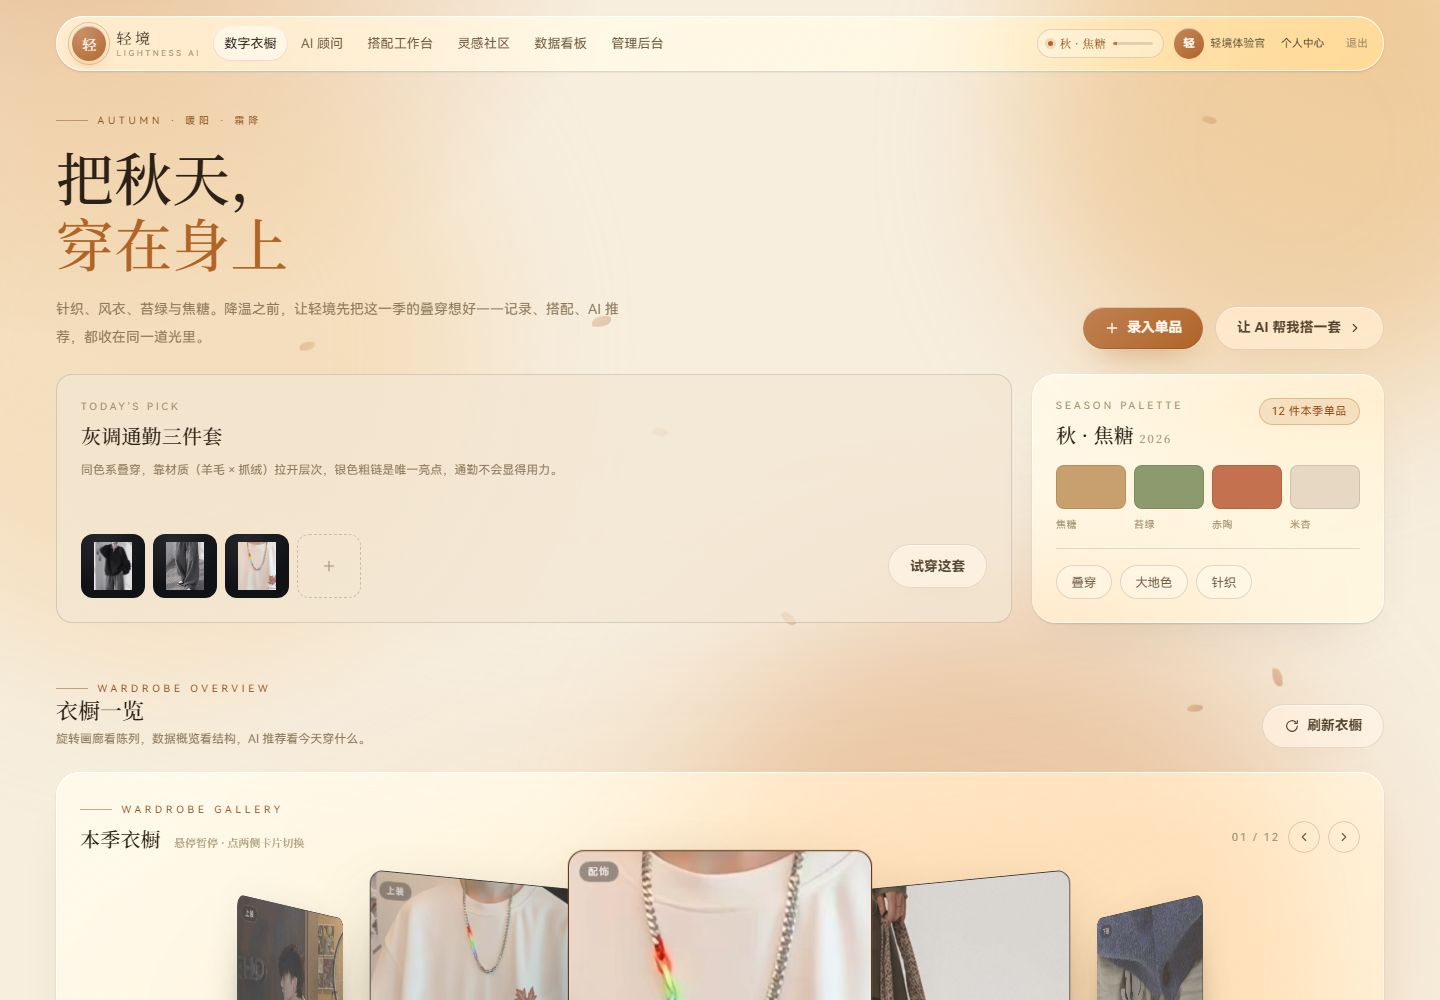 轻
轻境
LIGHTNESS AI
数字衣橱
AI 顾问
搭配工作台
灵感社区
数据看板
管理后台
秋 · 焦糖
轻
轻境体验官
个人中心
退出
AUTUMN · 暖阳 · 霜降
把秋天，
穿在身上
针织、风衣、苔绿与焦糖。降温之前，让轻境先把这一季的叠穿想好——记录、搭配、AI 推
荐，都收在同一道光里。
录入单品
让 AI 帮我搭一套
TODAY'S PICK
灰调通勤三件套
同色系叠穿，靠材质（羊毛 × 抓绒）拉开层次，银色粗链是唯一亮点，通勤不会显得用力。
试穿这套
SEASON PALETTE
12 件本季单品
秋 · 焦糖 2026
焦糖
苔绿
赤陶
米杏
叠穿
大地色
针织
WARDROBE OVERVIEW
衣橱一览
旋转画廊看陈列，数据概览看结构，AI 推荐看今天穿什么。
刷新衣橱
WARDROBE GALLERY
本季衣橱
悬停暂停 · 点两侧卡片切换
01 / 12
上装
上装
配饰